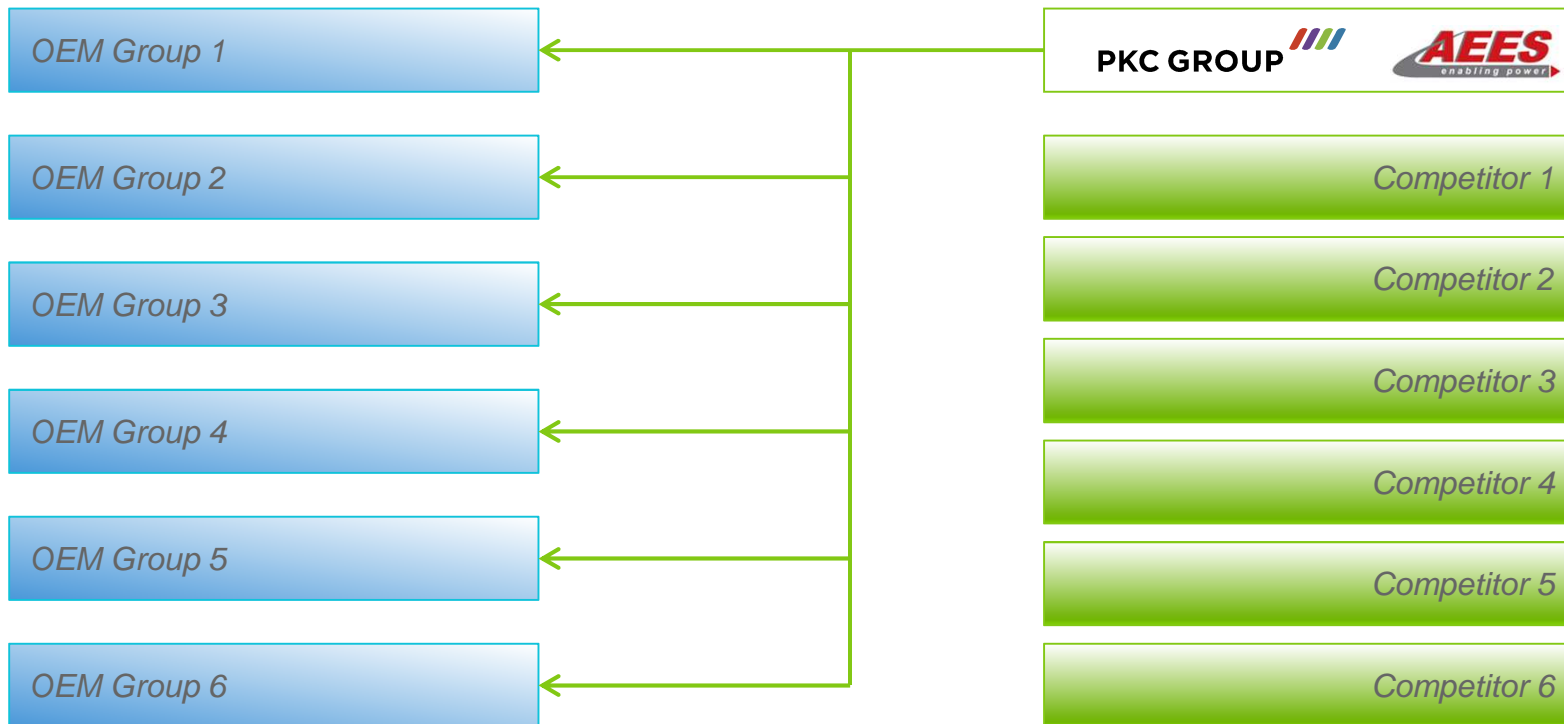 OEM Group 1
OEM Group 2
OEM Group 3
OEM Group 4
OEM Group 5
OEM Group 6
PKC GROUP
AEES
enabling power
Competitor 1
Competitor 2
Competitor 3
Competitor 4
Competitor 5
Competitor 6